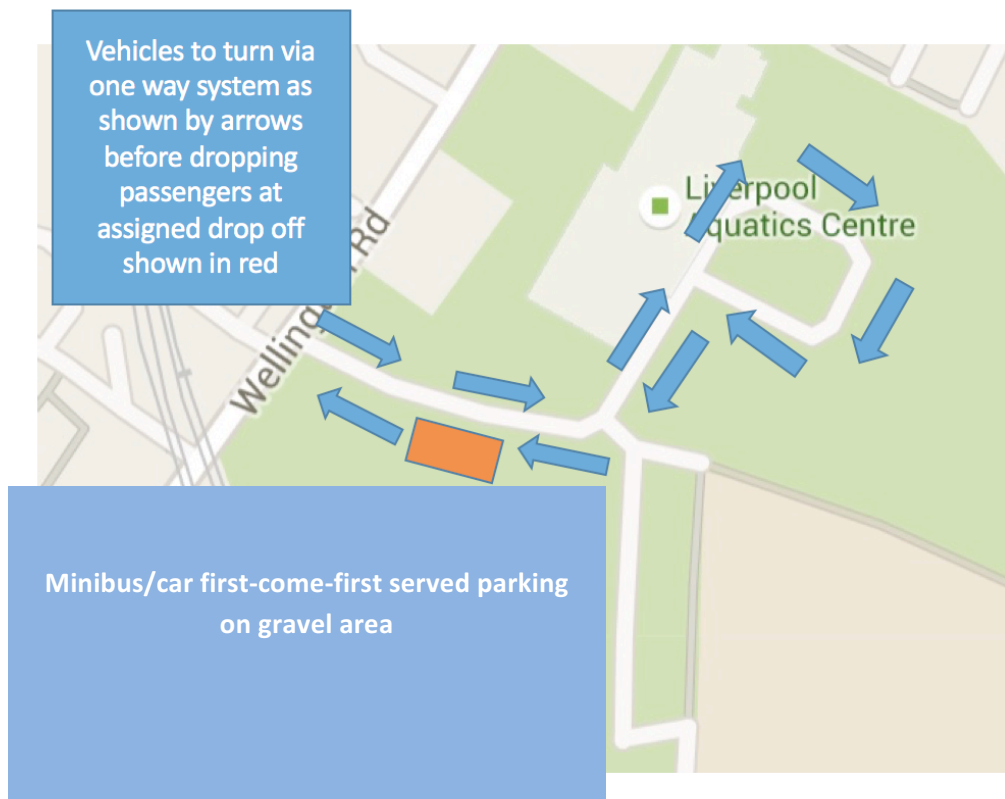 Vehicles to turn via
one way system as
shown by arrows
before dropping
passengers at
assigned drop off
shown in red
Liverpool
Aquatics Centre
Rd
Minibus/car first-come-first served parking
on gravel area